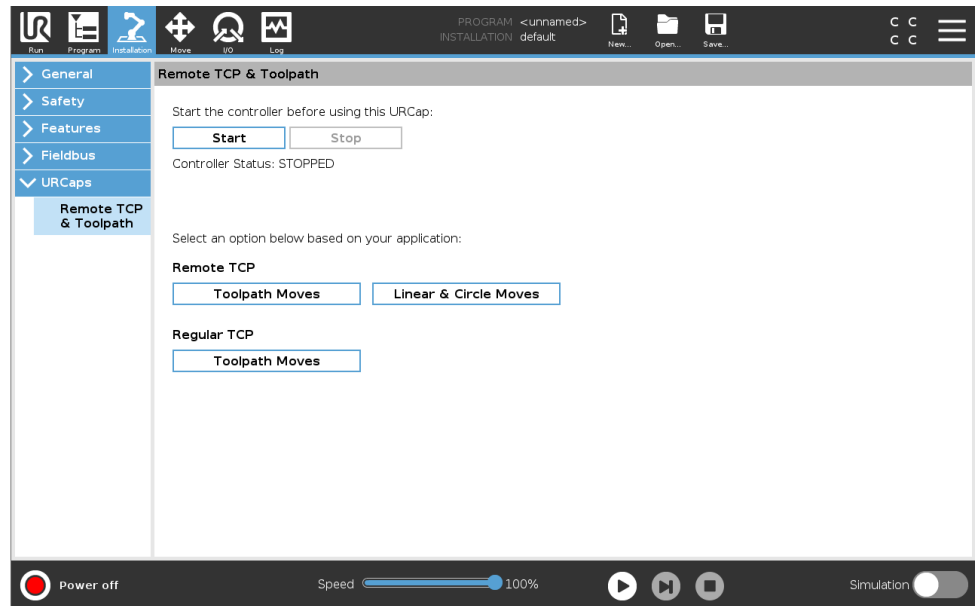 PROGRAM <unnamed>
INSTALLATION default
C C
C C
UR
Run
Program
Installation
Move
I/O
Log
New...
Open...
Save...
General
Safety
Features
Fieldbus
URCaps
Remote TCP
& Toolpath
Remote TCP & Toolpath
Start the controller before using this URCap:
Start
Stop
Controller Status: STOPPED
Select an option below based on your application:
Remote TCP
Toolpath Moves
Linear & Circle Moves
Regular TCP
Toolpath Moves
Power off
Speed
100%
Simulation